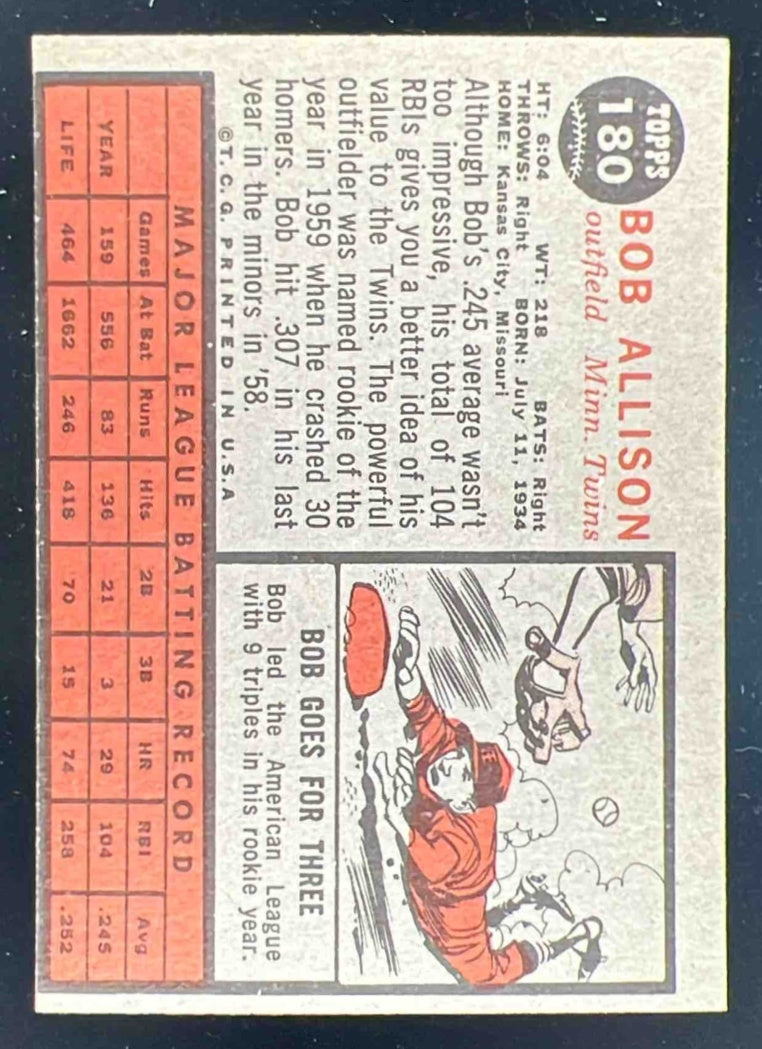 TOPPS
180
BOB ALLISON
outfield Minn. Twins
HT: 6:04 WT: 218 BATS: Right
THROWS: Right BORN: July 11, 1934
HOME: Kansas City, Missouri
Although Bob's .245 average wasn't
too impressive, his total of 104
RBIs gives you a better idea of his
value to the Twins. The powerful
outfielder was named rookie of the
year in 1959 when he crashed 30
homers. Bob hit .307 in his last
year in the minors in '58.
©T.C.G. PRINTED IN U.S.A
BOB GOES FOR THREE
Bob led the American League
with 9 triples in his rookie year.
MAJOR LEAGUE BATTING RECORD
Games At Bat Runs Hits 2B 3B HR RBI Avg
YEAR 159 556 83 136 21 3 29 104 .245
LIFE 464 1662 246 418 70 15 74 258 .252